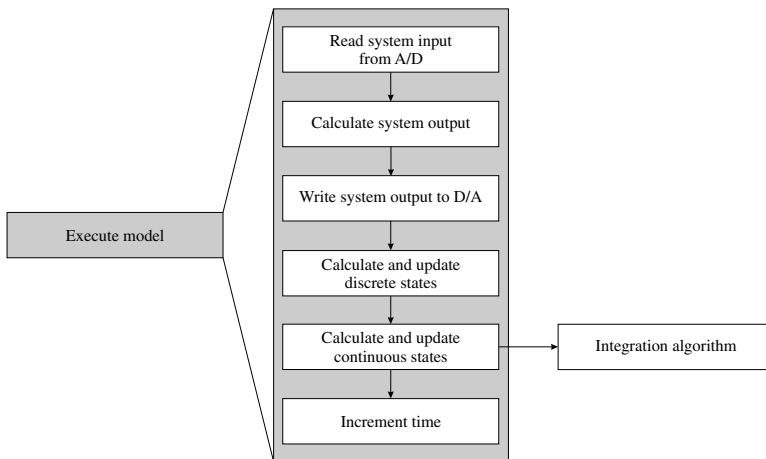 Read system input
from A/D
Calculate system output
Write system output to D/A
Execute model
Calculate and update
discrete states
Calculate and update
continuous states
Integration algorithm
Increment time